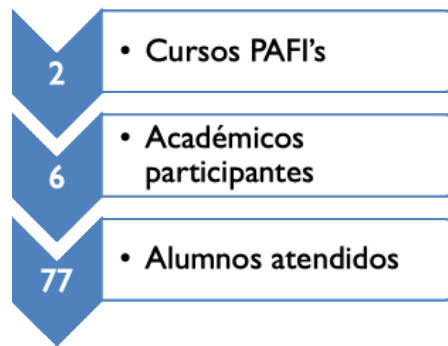 2
• Cursos PAFI's
6
• Académicos
participantes
77
• Alumnos atendidos